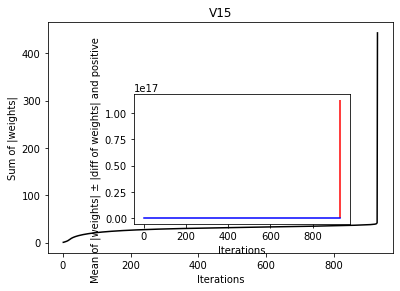 V15
Sum of |weights|
400
300
200
100
0
Mean of |weights| ± |diff of weights| and positive
1e17
1.00
0.75
0.50
0.25
0.00
0 200 400 600 800
Iterations
0 200 400 600 800
Iterations